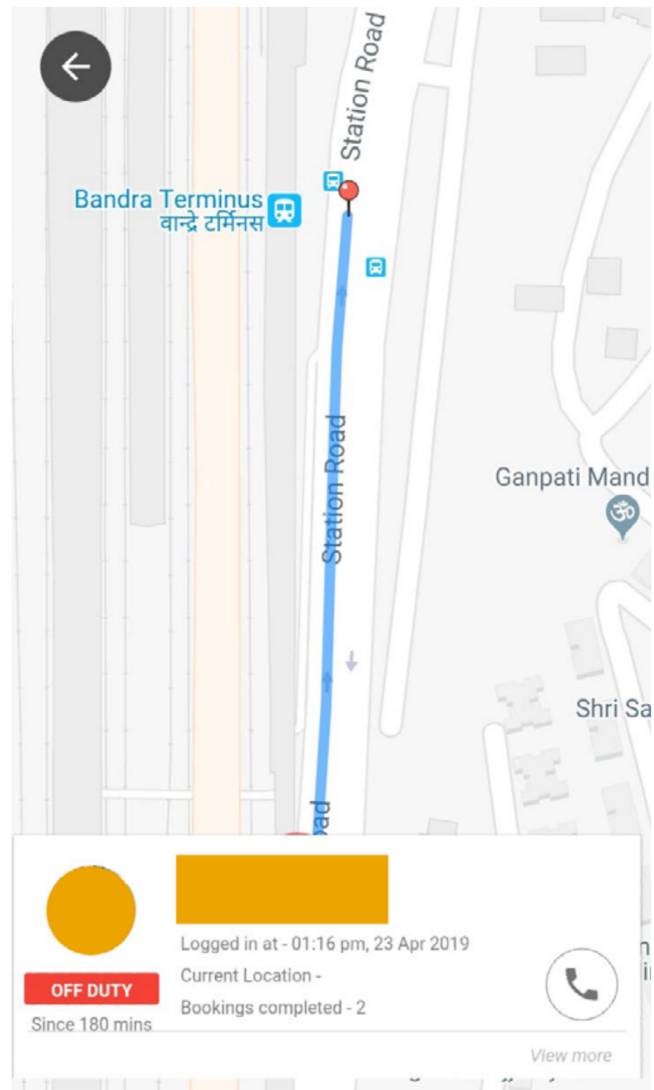 Station Road
Bandra Terminus
वान्द्रे टर्मिनस
Station Road
Ganpati Mand
Shri Sa
oad
Logged in at - 01:16 pm, 23 Apr 2019
Current Location -
Bookings completed - 2
OFF DUTY
Since 180 mins
View more